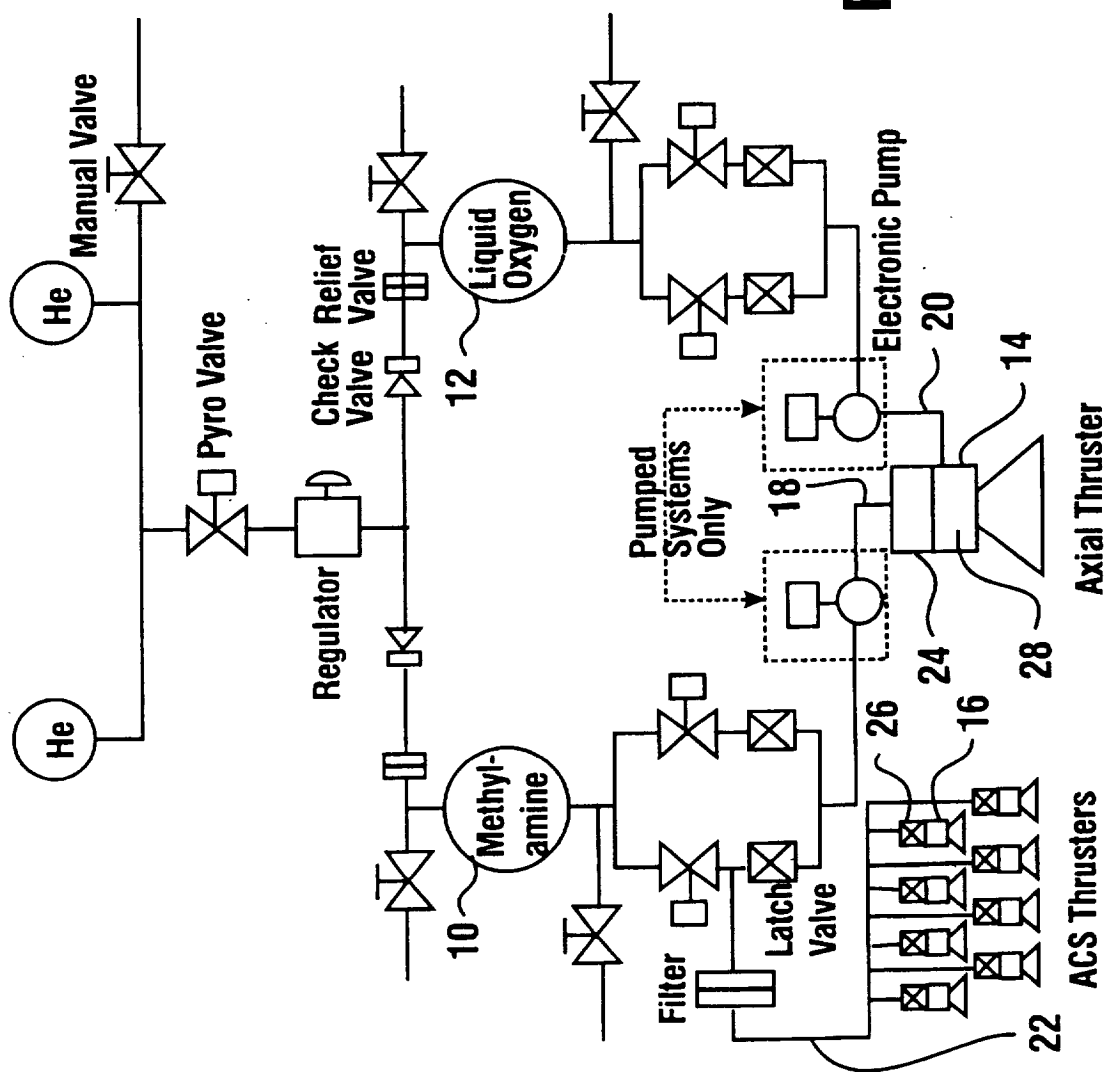 He
He
Manual Valve
Pyro Valve
Regulator
Check
Valve
Relief
Valve
Methyl-
amine
10
Liquid
Oxygen
12
Filter
Latch
Valve
Pumped
Systems
Only
Electronic Pump
18
20
14
24
28
26
16
22
ACS Thrusters
Axial Thruster